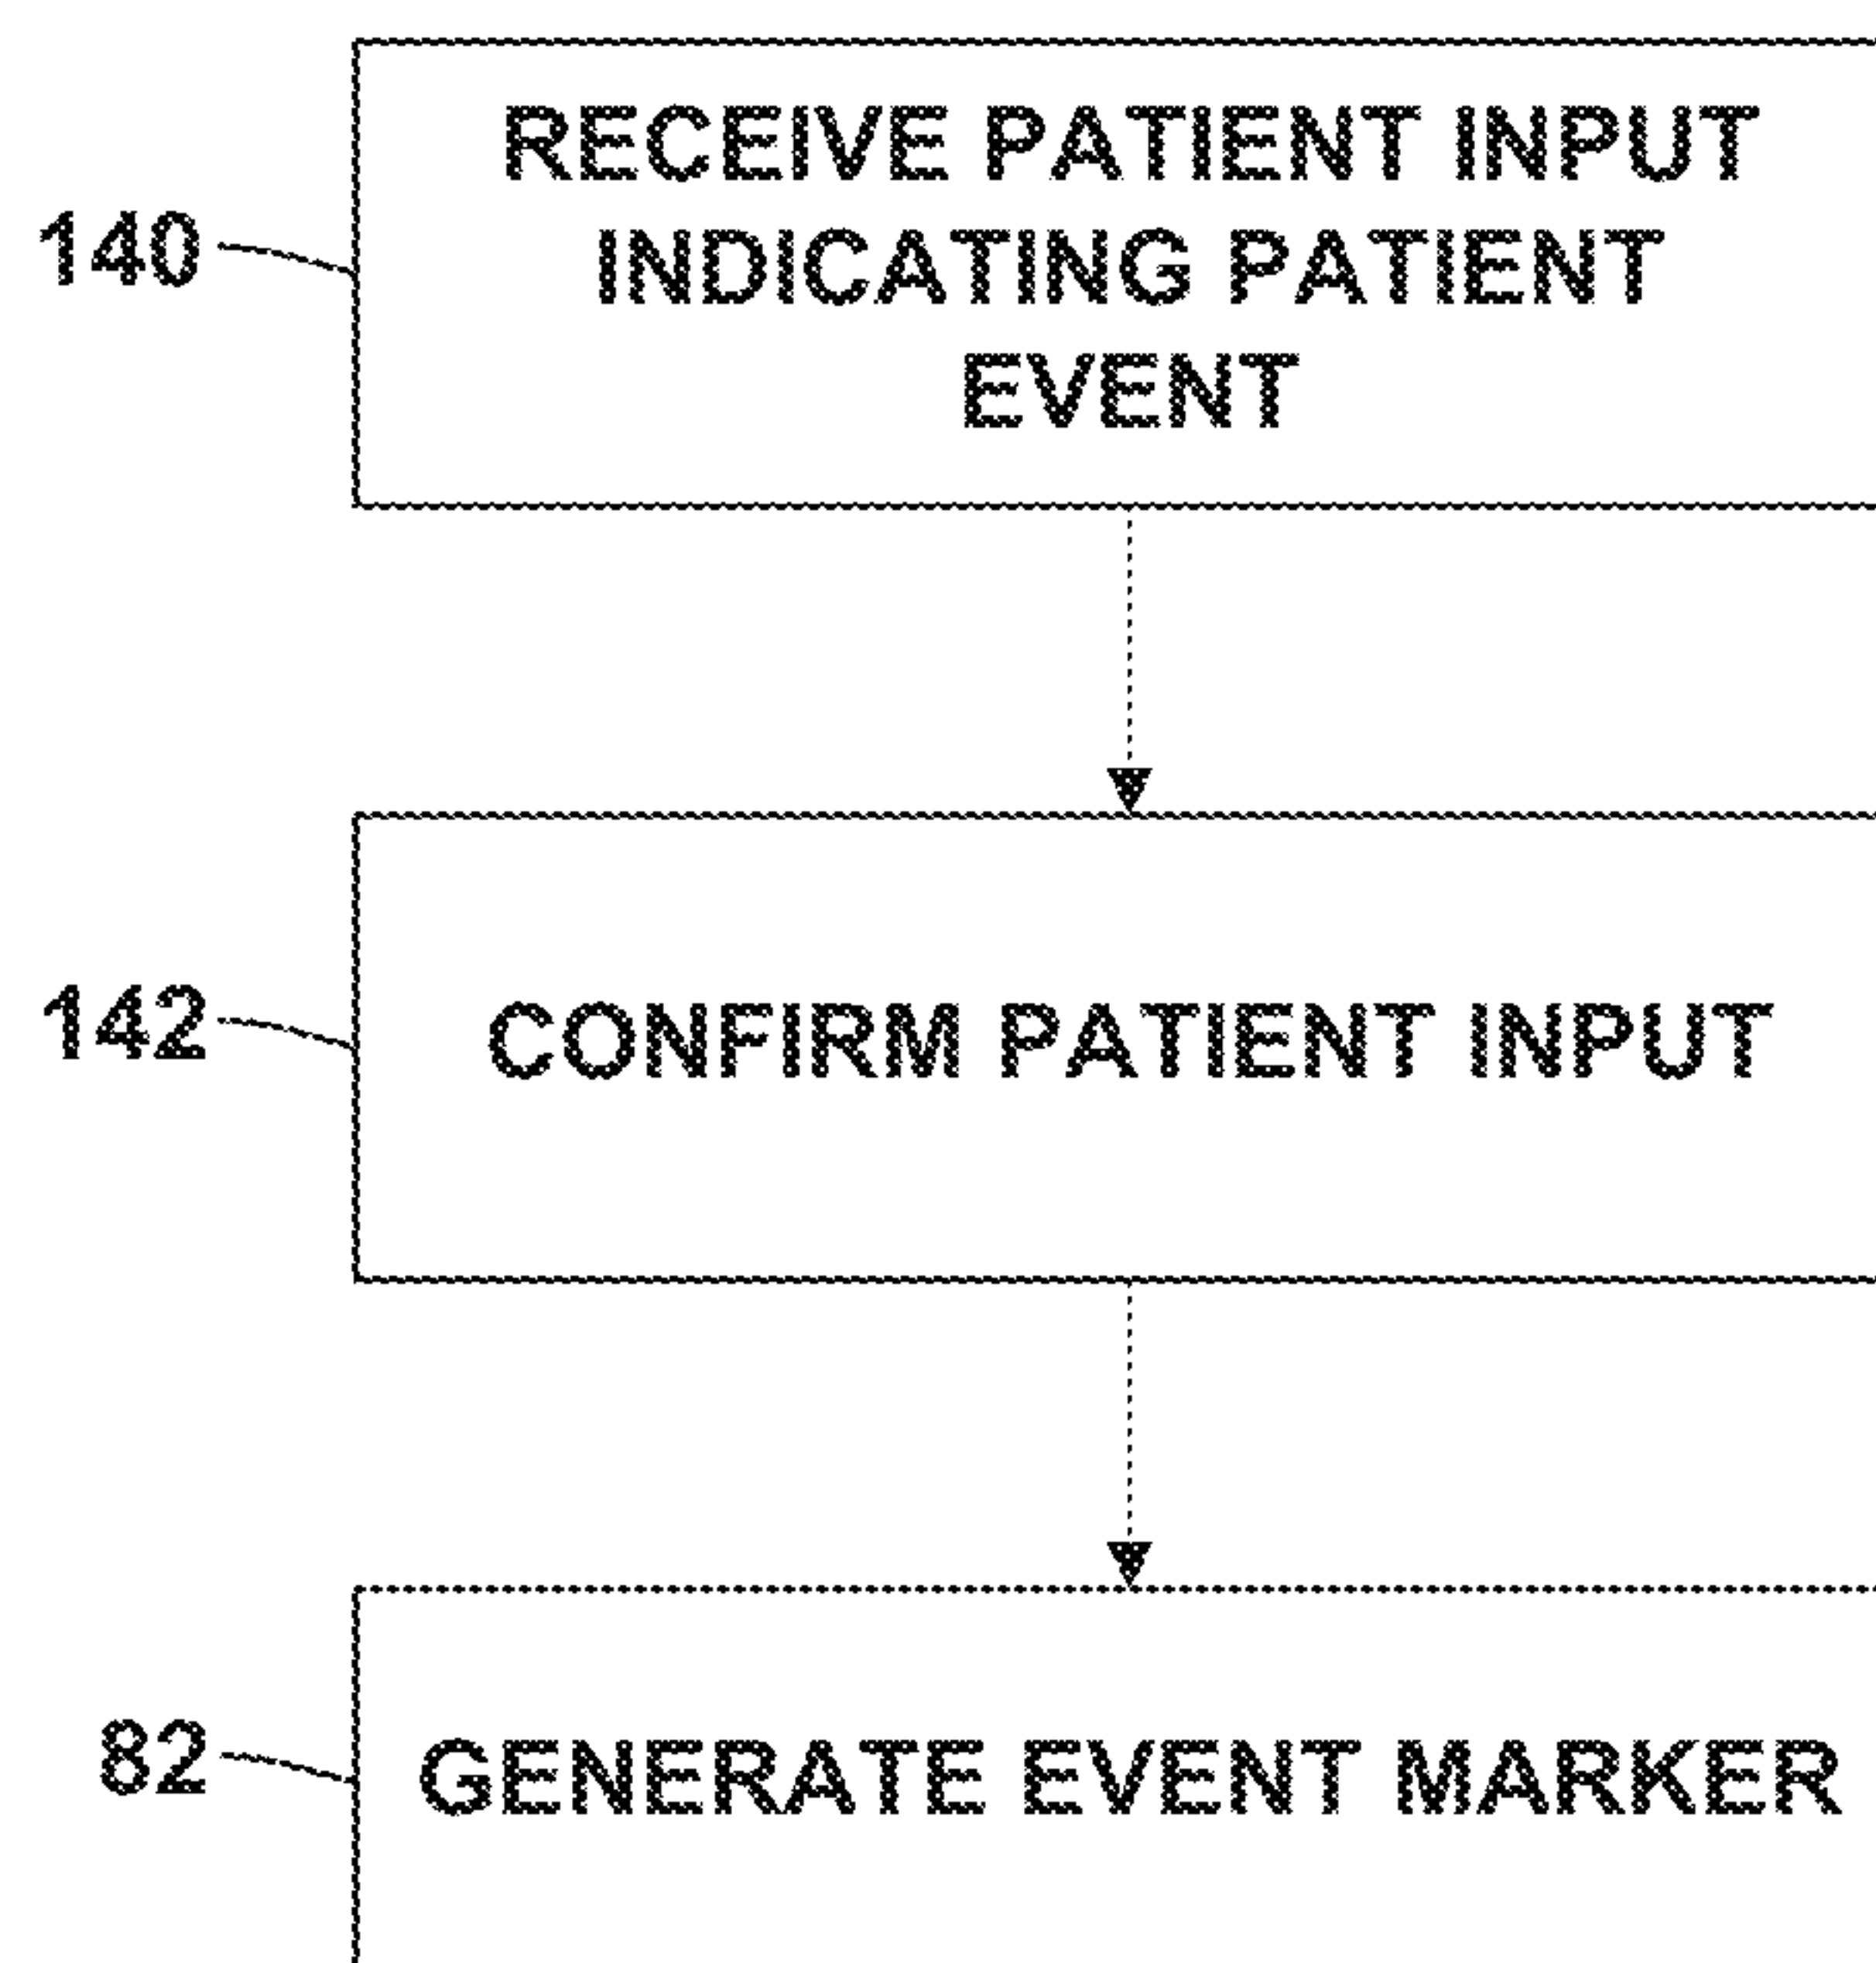 RECEIVE PATIENT INPUT
140
INDICATING PATIENT
EVENT
142
CONFIRM PATIENT INPUT
82
GENERATE EVENT MARKER